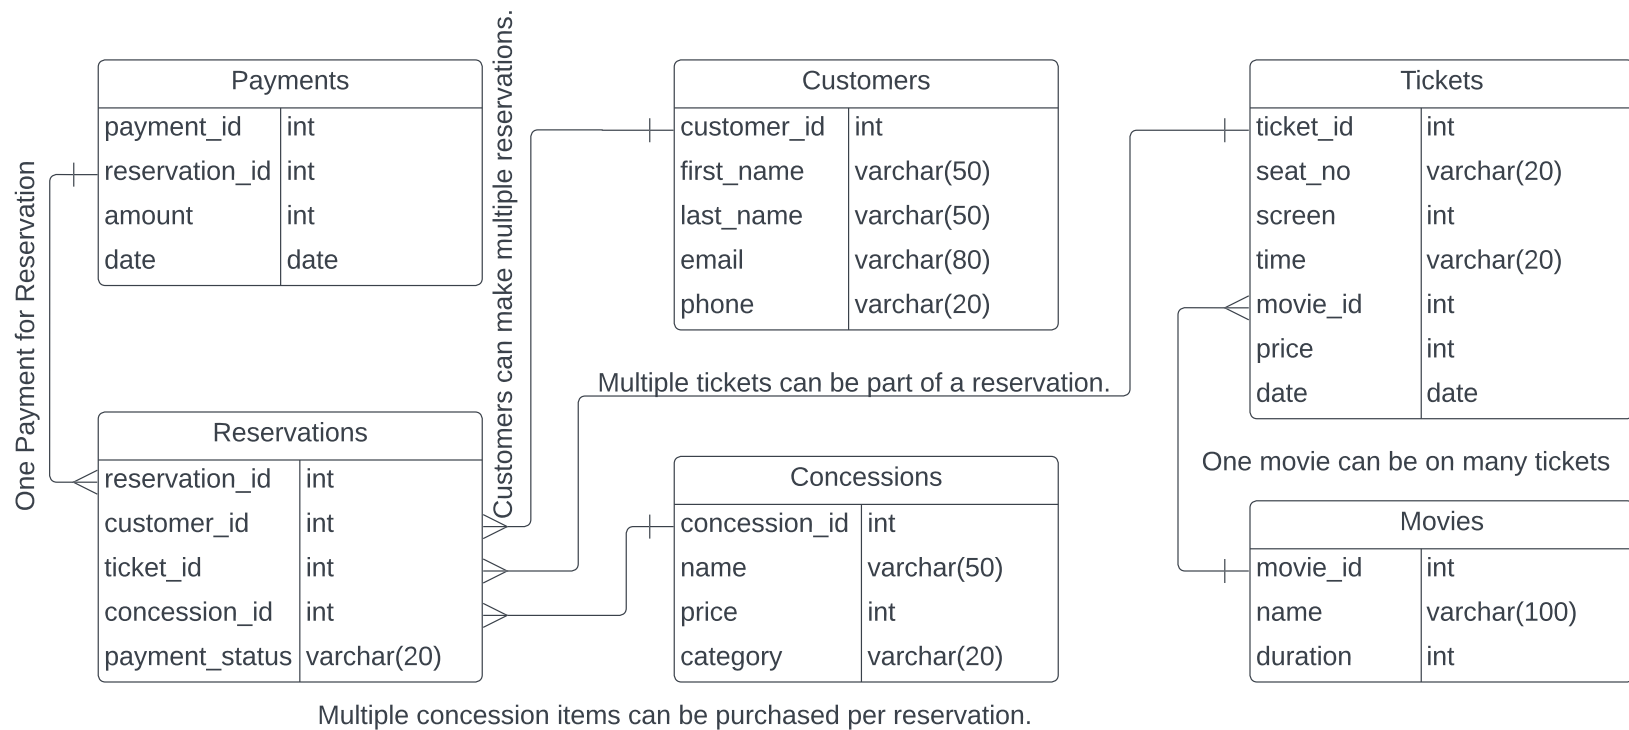 One Payment for Reservation
Payments
payment_id int
reservation_id int
amount int
date date
Customers can make multiple reservations.
Customers
customer_id int
first_name varchar(50)
last_name varchar(50)
email varchar(80)
phone varchar(20)
Tickets
ticket_id int
seat_no varchar(20)
screen int
time varchar(20)
movie_id int
price int
date date
Multiple tickets can be part of a reservation.
Reservations
reservation_id int
customer_id int
ticket_id int
concession_id int
payment_status varchar(20)
Concessions
concession_id int
name varchar(50)
price int
category varchar(20)
One movie can be on many tickets
Movies
movie_id int
name varchar(100)
duration int
Multiple concession items can be purchased per reservation.